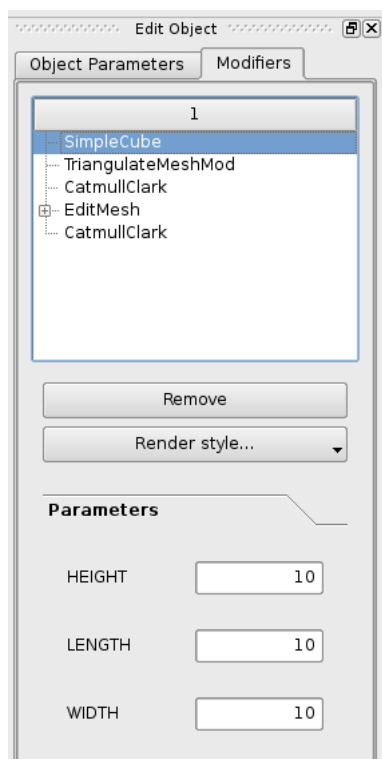 Edit Object
Object Parameters Modifiers
1
SimpleCube
TriangulateMeshMod
CatmullClark
EditMesh
CatmullClark
Remove
Render style...
Parameters
HEIGHT 10
LENGTH 10
WIDTH 10